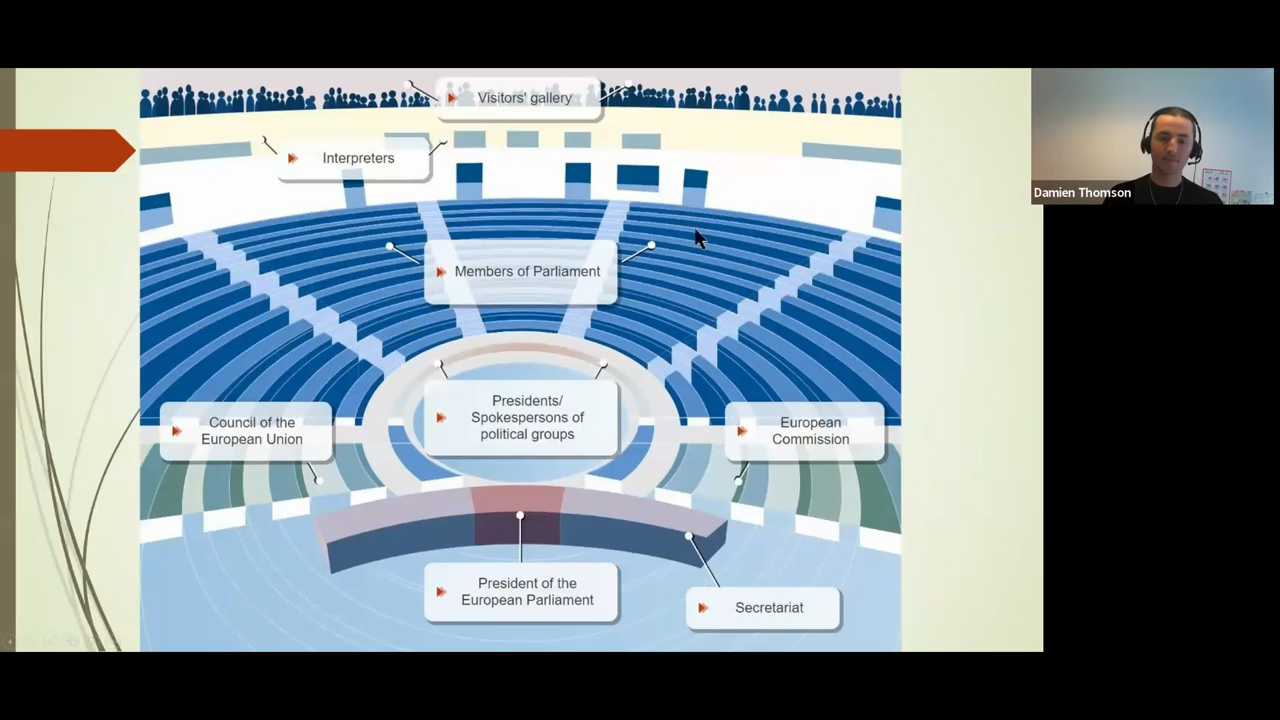 Visitors' gallery
Interpreters
Damien Thomson
Members of Parliament
Presidents/
Spokespersons of
political groups
Council of the
European Union
European
Commission
President of the
European Parliament
Secretariat